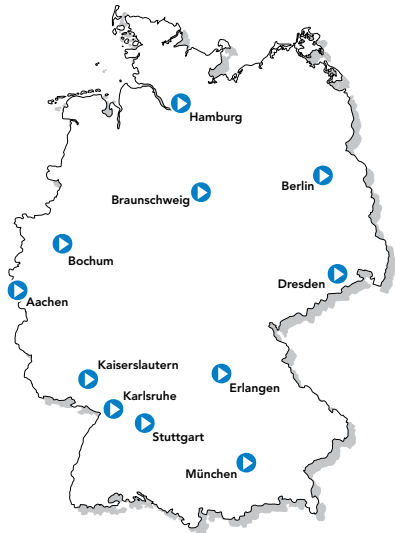 Hamburg
Berlin
Braunschweig
Bochum
Dresden
Aachen
Kaiserslautern
Erlangen
Karlsruhe
Stuttgart
München